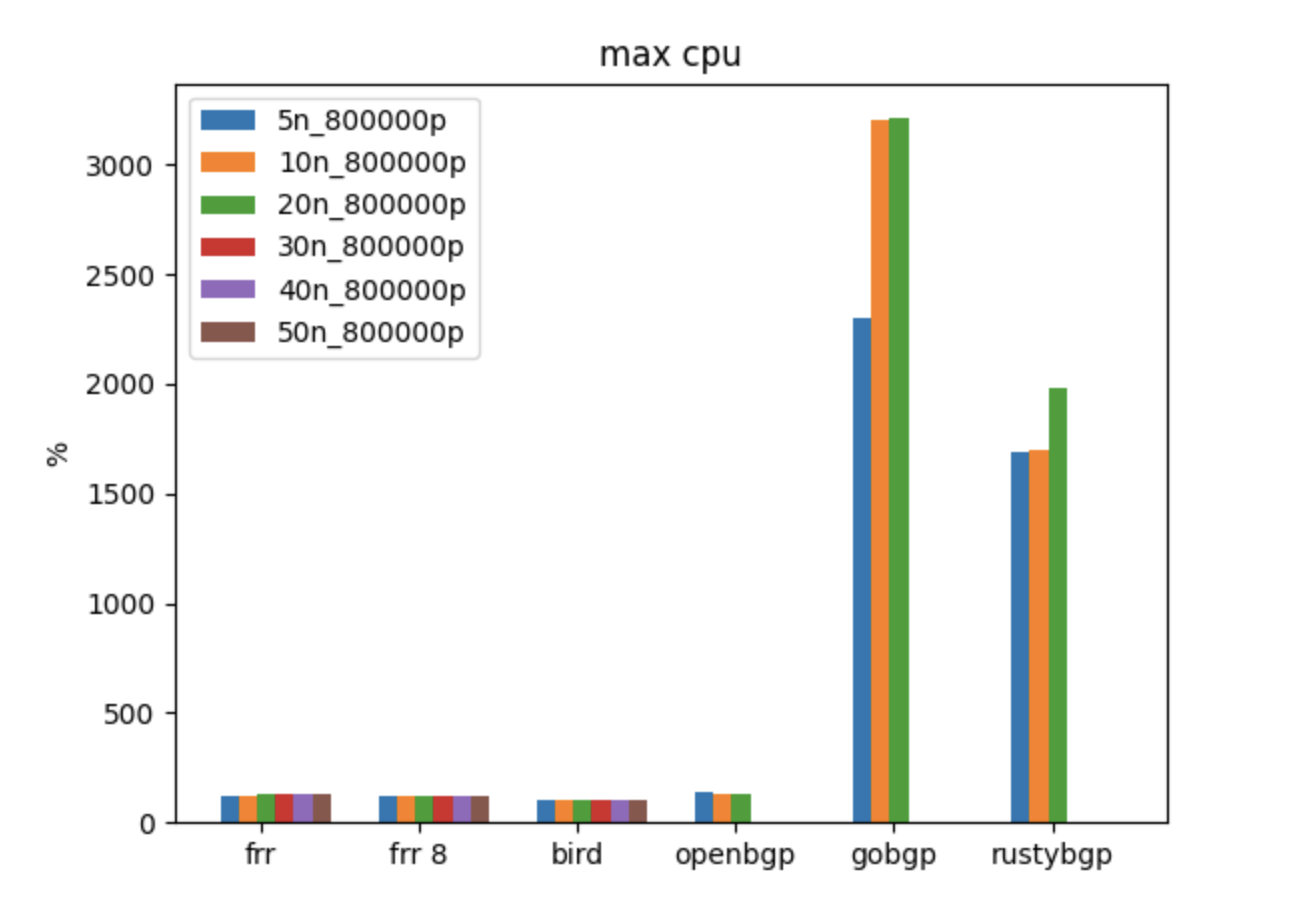 max cpu
5n_800000p
10n_800000p
20n_800000p
30n_800000p
40n_800000p
50n_800000p
3000
2500
2000
1500
1000
500
0
%
frr frr 8 bird openbgp gobgp rustybgp